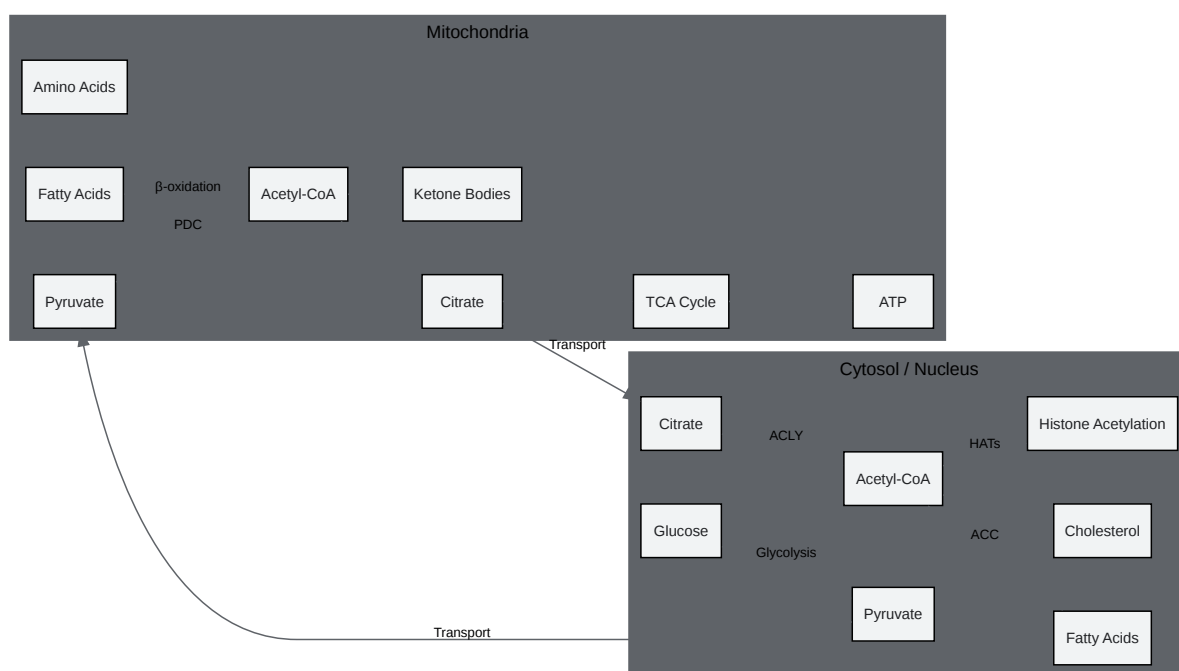 Mitochondria
Amino Acids
Fatty Acids
β-oxidation
Acetyl-CoA
Ketone Bodies
PDC
Pyruvate
Citrate
TCA Cycle
ATP
Transport
Cytosol / Nucleus
Citrate
ACLY
HATs
Histone Acetylation
Acetyl-CoA
Glucose
Glycolysis
ACC
Cholesterol
Pyruvate
Fatty Acids
Transport